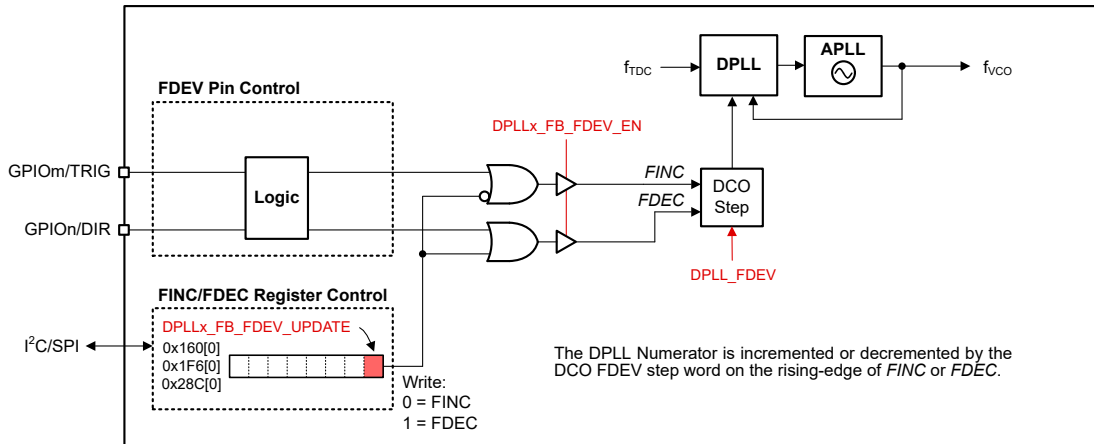 FDEV Pin Control
GPIOm/TRIG
GPIOn/DIR
Logic
DPLLx_FB_FDEV_EN
FINC
FDEC
DCO
Step
DPLL_FDEV
fTDC
DPLL
APLL
fVCO
FINC/FDEC Register Control
I2C/SPI
DPLLx_FB_FDEV_UPDATE
0x160[0]
0x1F6[0]
0x28C[0]
Write:
0 = FINC
1 = FDEC
The DPLL Numerator is incremented or decremented by the
DCO FDEV step word on the rising-edge of FINC or FDEC.